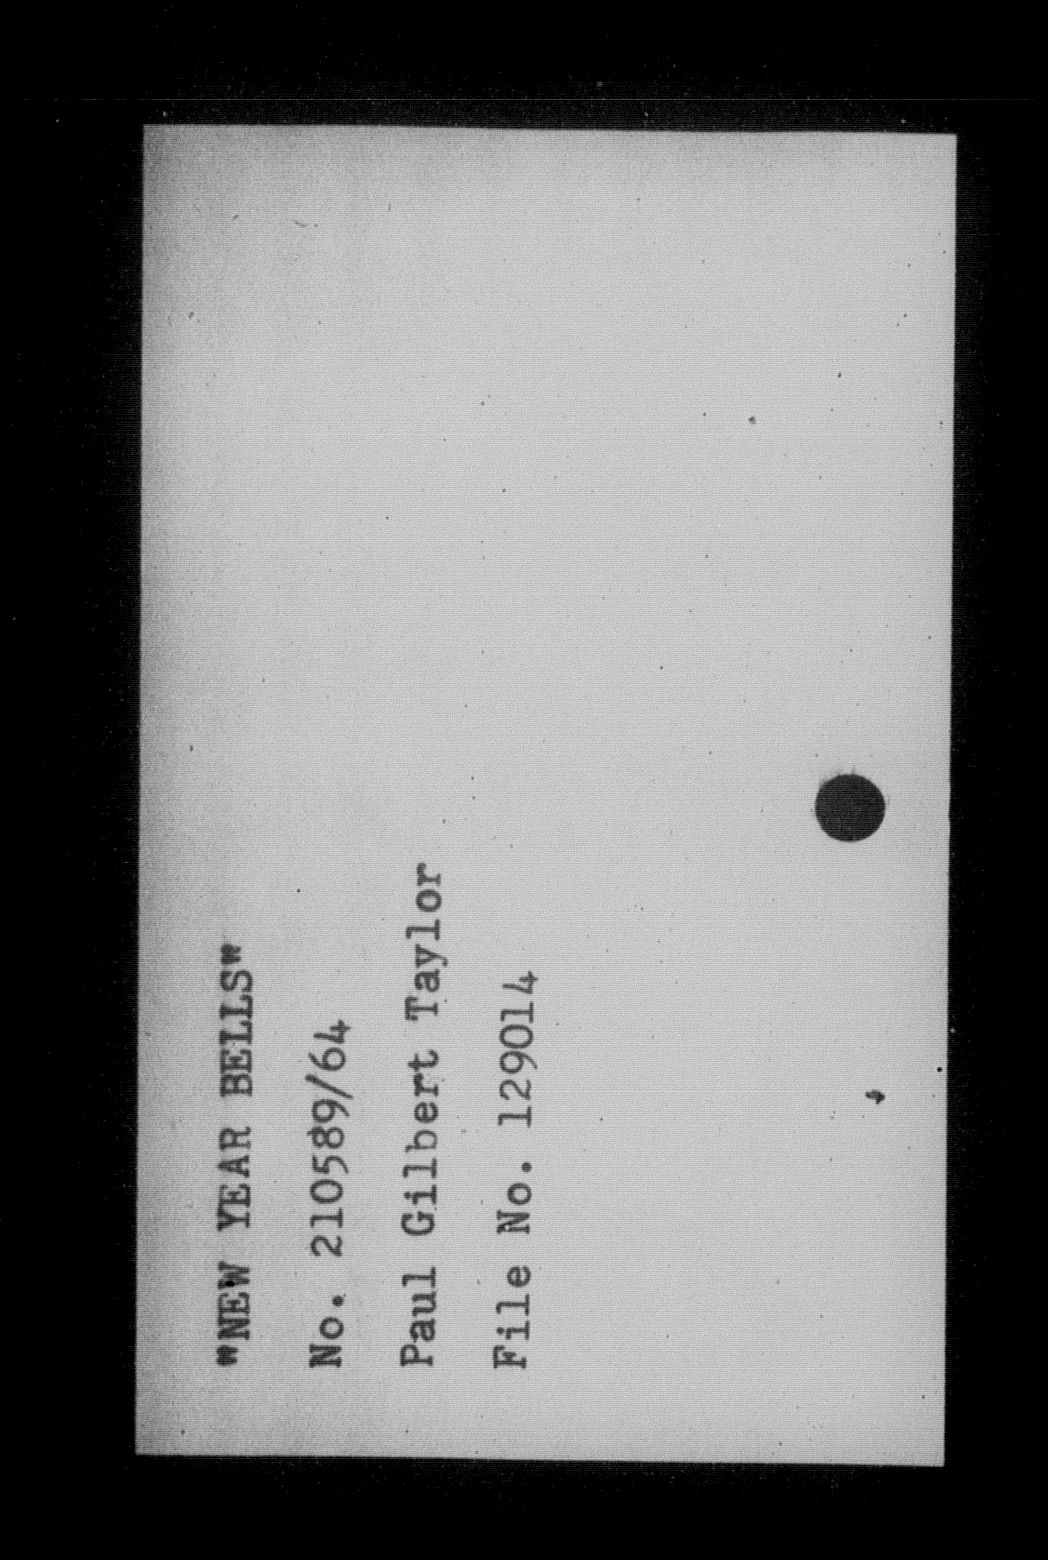 "NEW YEAR BELLS"
No. 210589/64
Paul Gilbert Taylor
File No. 129014